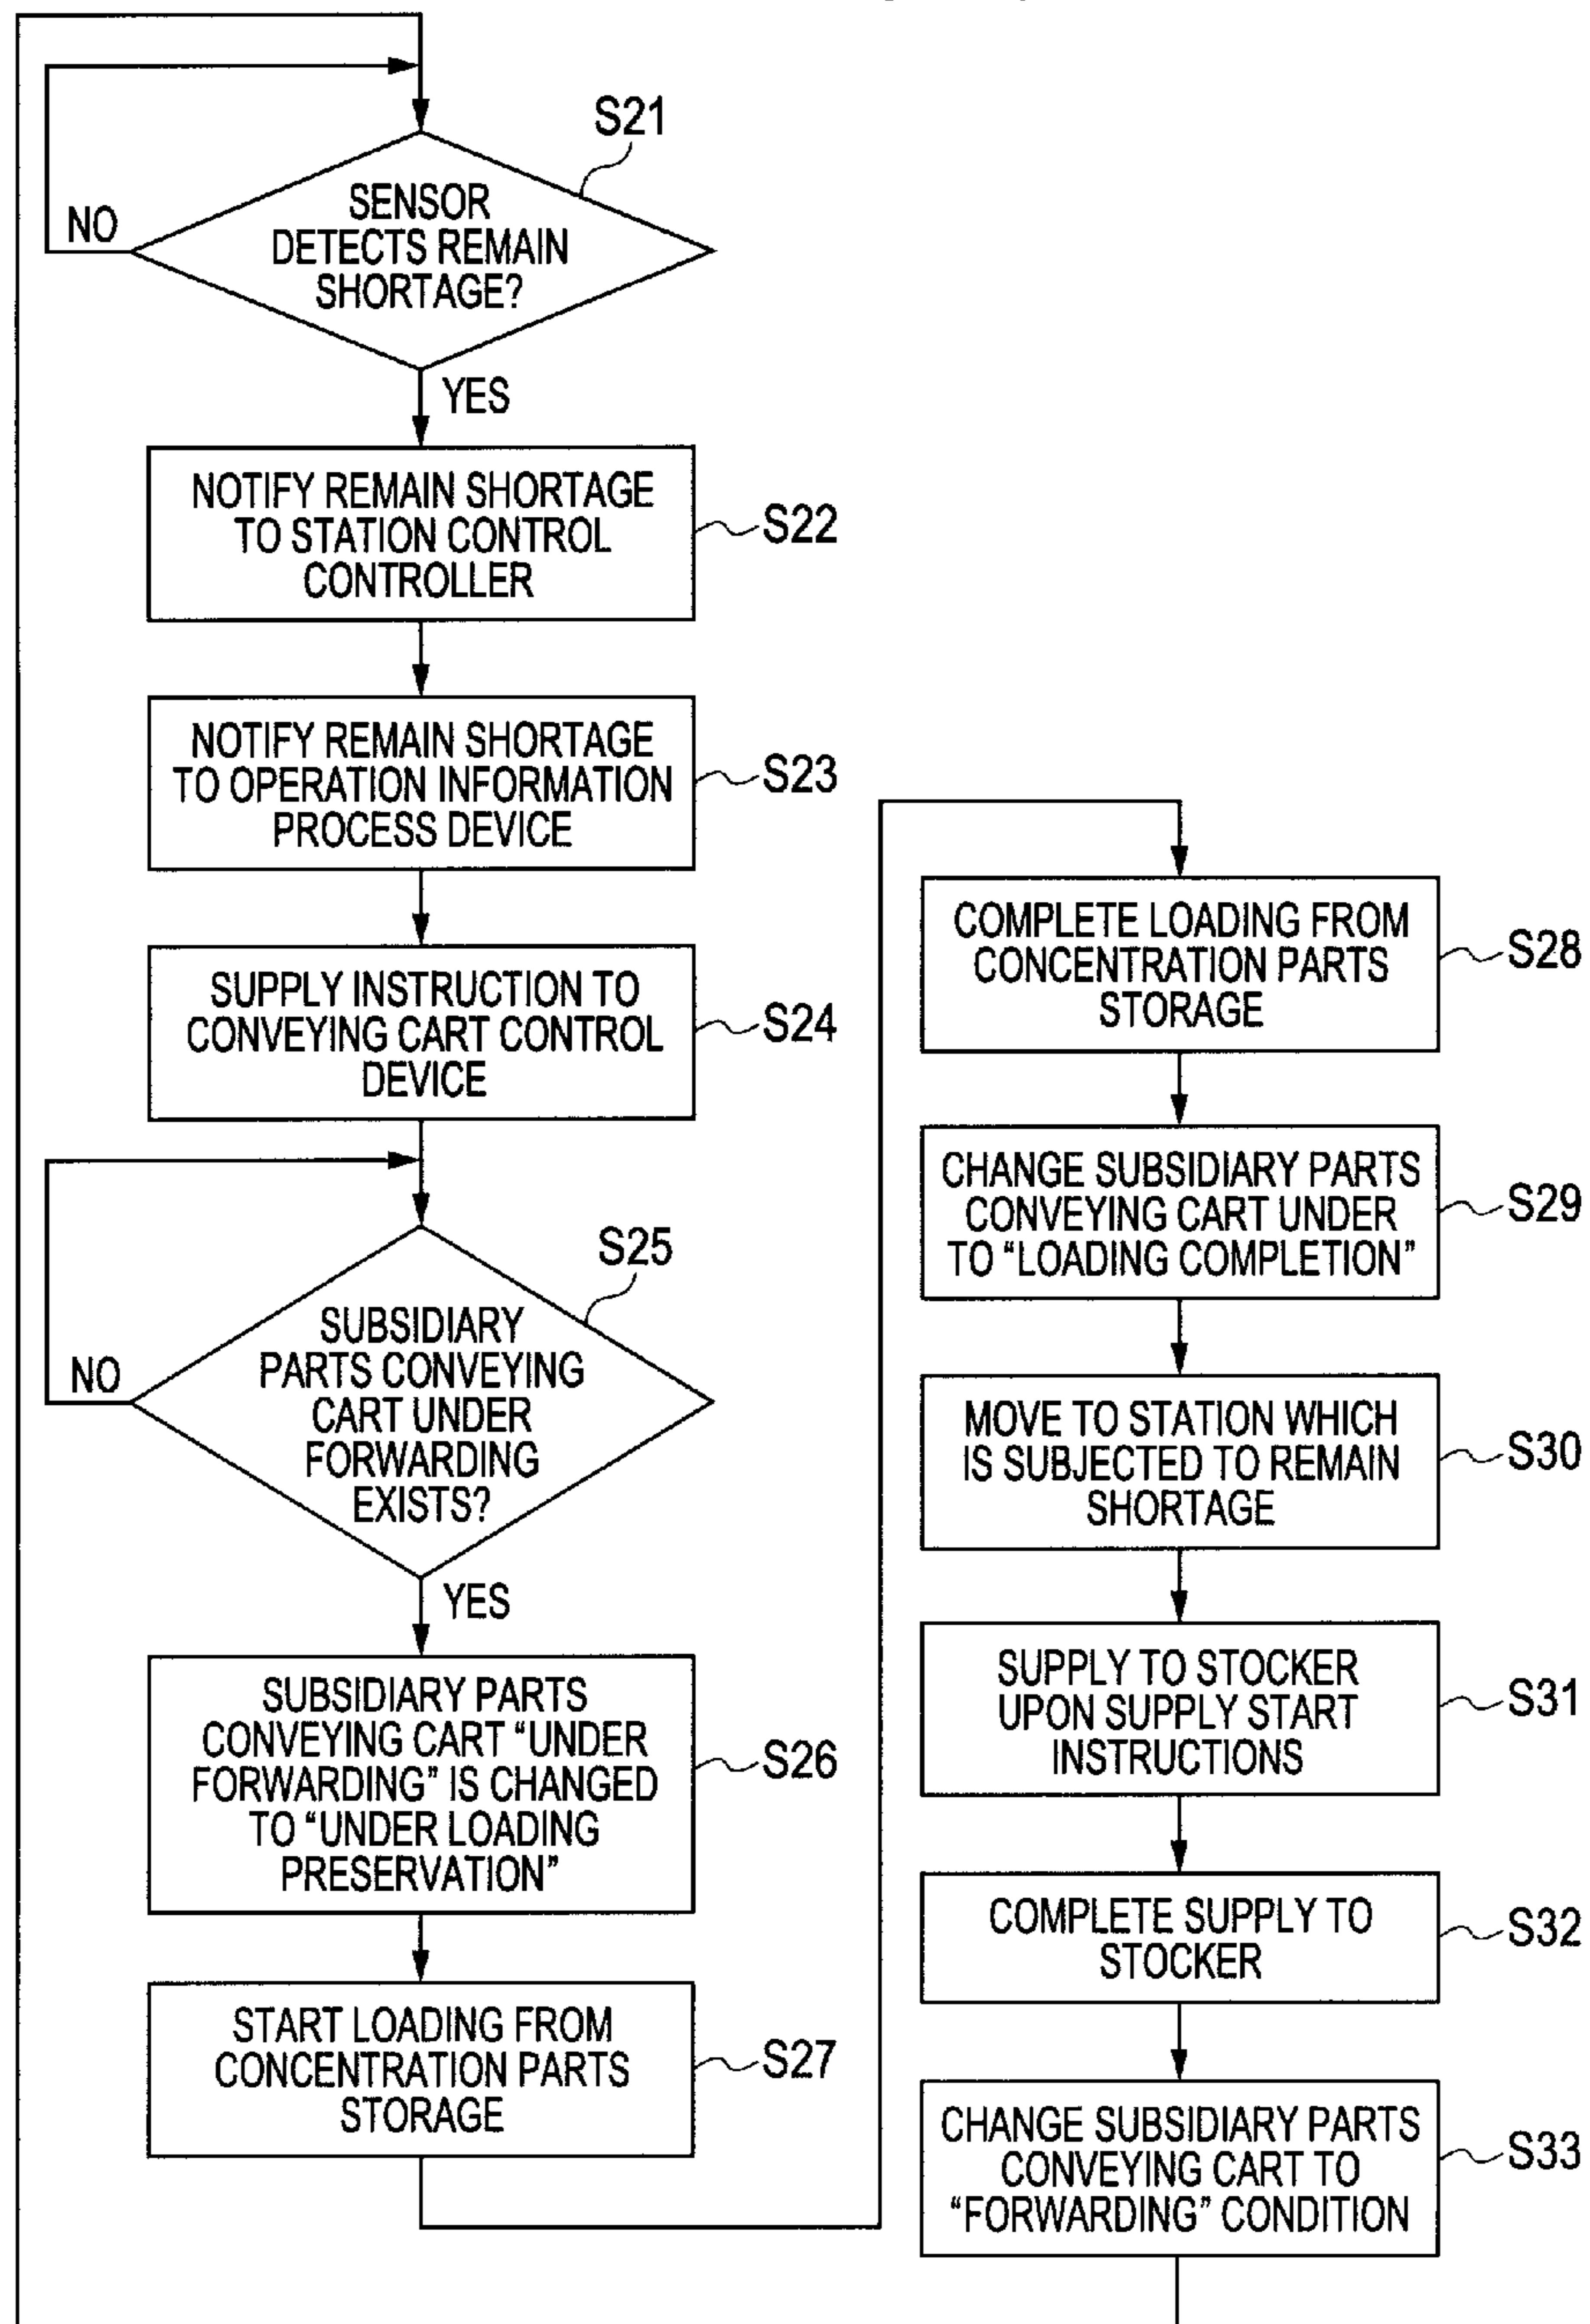 S21
SENSOR
DETECTS REMAIN
SHORTAGE?
NO
YES
NOTIFY REMAIN SHORTAGE
TO STATION CONTROL
CONTROLLER
S22
NOTIFY REMAIN SHORTAGE
TO OPERATION INFORMATION
PROCESS DEVICE
S23
SUPPLY INSTRUCTION TO
CONVEYING CART CONTROL
DEVICE
S24
S25
SUBSIDIARY
PARTS CONVEYING
CART UNDER
FORWARDING
EXISTS?
NO
YES
SUBSIDIARY PARTS
CONVEYING CART “UNDER
FORWARDING” IS CHANGED
TO “UNDER LOADING
PRESERVATION”
S26
START LOADING FROM
CONCENTRATION PARTS
STORAGE
S27
COMPLETE LOADING FROM
CONCENTRATION PARTS
STORAGE
S28
CHANGE SUBSIDIARY PARTS
CONVEYING CART UNDER
TO “LOADING COMPLETION”
S29
MOVE TO STATION WHICH
IS SUBJECTED TO REMAIN
SHORTAGE
S30
SUPPLY TO STOCKER
UPON SUPPLY START
INSTRUCTIONS
S31
COMPLETE SUPPLY TO
STOCKER
S32
CHANGE SUBSIDIARY PARTS
CONVEYING CART TO
“FORWARDING” CONDITION
S33